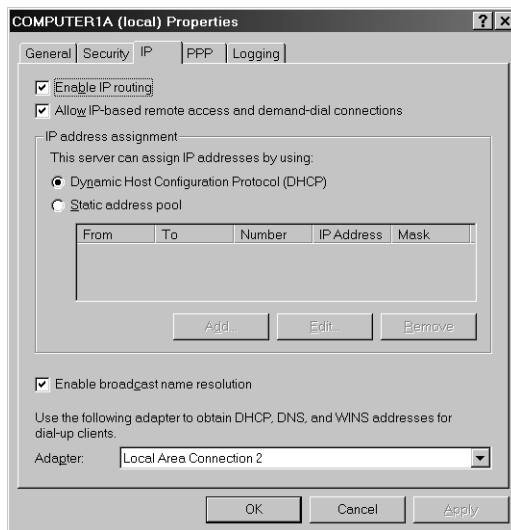 COMPUTER1A (local) Properties
General Security IP PPP Logging
Enable IP routing
Allow IP-based remote access and demand-dial connections
IP address assignment
This server can assign IP addresses by using:
Dynamic Host Configuration Protocol (DHCP)
Static address pool
From To Number IP Address Mask
Add... Edit... Remove
Enable broadcast name resolution
Use the following adapter to obtain DHCP, DNS, and WINS addresses for
dial-up clients.
Adapter: Local Area Connection 2
OK Cancel Apply